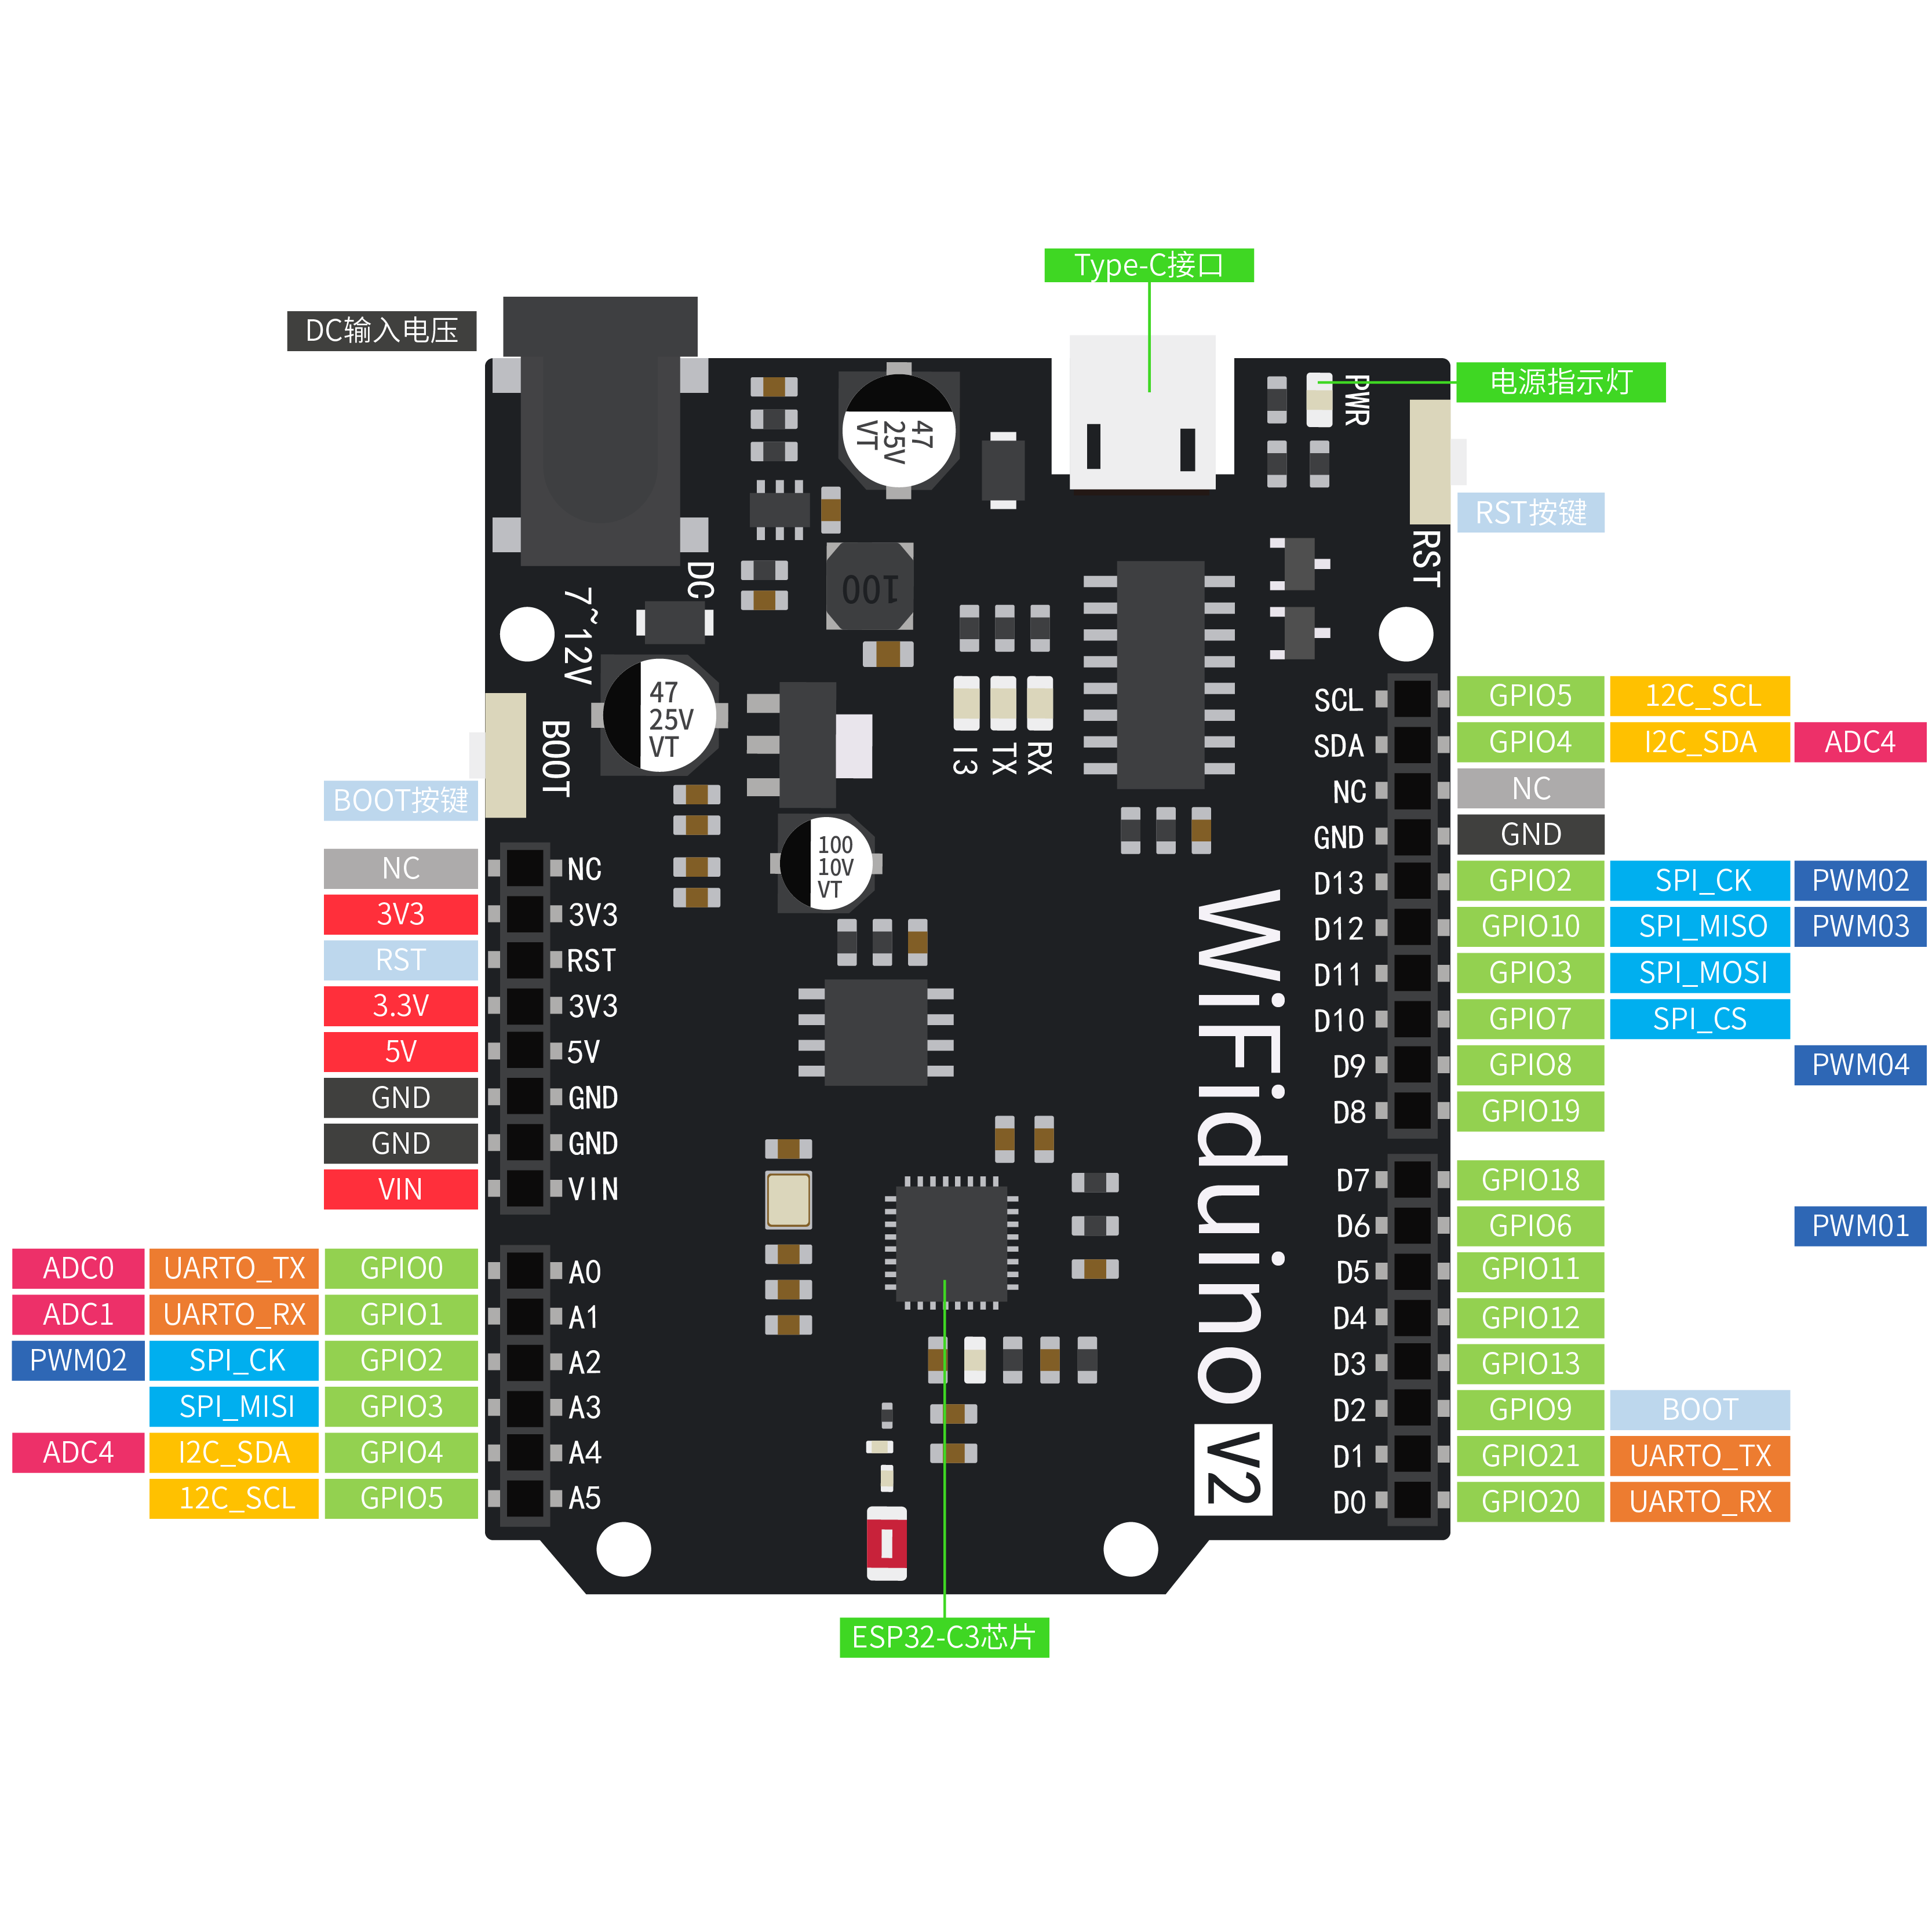 Type-C接口
DC输入电压
电源指示灯
PWR
47
25V
VT
RST按键
RST
DC
7~12V
100
47
25V
VT
BOOT
BOOT按键
13
TX
RX
100
10V
VT
WiFiduino
V2
NC NC
3V3 3V3
RST RST
3.3V 3V3
5V 5V
GND GND
GND GND
VIN VIN
ADC0 UARTO_TX GPIO0 A0
ADC1 UARTO_RX GPIO1 A1
PWM02 SPI_CK GPIO2 A2
SPI_MISI GPIO3 A3
ADC4 I2C_SDA GPIO4 A4
12C_SCL GPIO5 A5
SCL GPIO5 12C_SCL
SDA GPIO4 I2C_SDA ADC4
NC NC
GND GND
D13 GPIO2 SPI_CK PWM02
D12 GPIO10 SPI_MISO PWM03
D11 GPIO3 SPI_MOSI
D10 GPIO7 SPI_CS
D9 GPIO8 PWM04
D8 GPIO19
D7 GPIO18
D6 GPIO6 PWM01
D5 GPIO11
D4 GPIO12
D3 GPIO13
D2 GPIO9 BOOT
D1 GPIO21 UARTO_TX
D0 GPIO20 UARTO_RX
ESP32-C3芯片